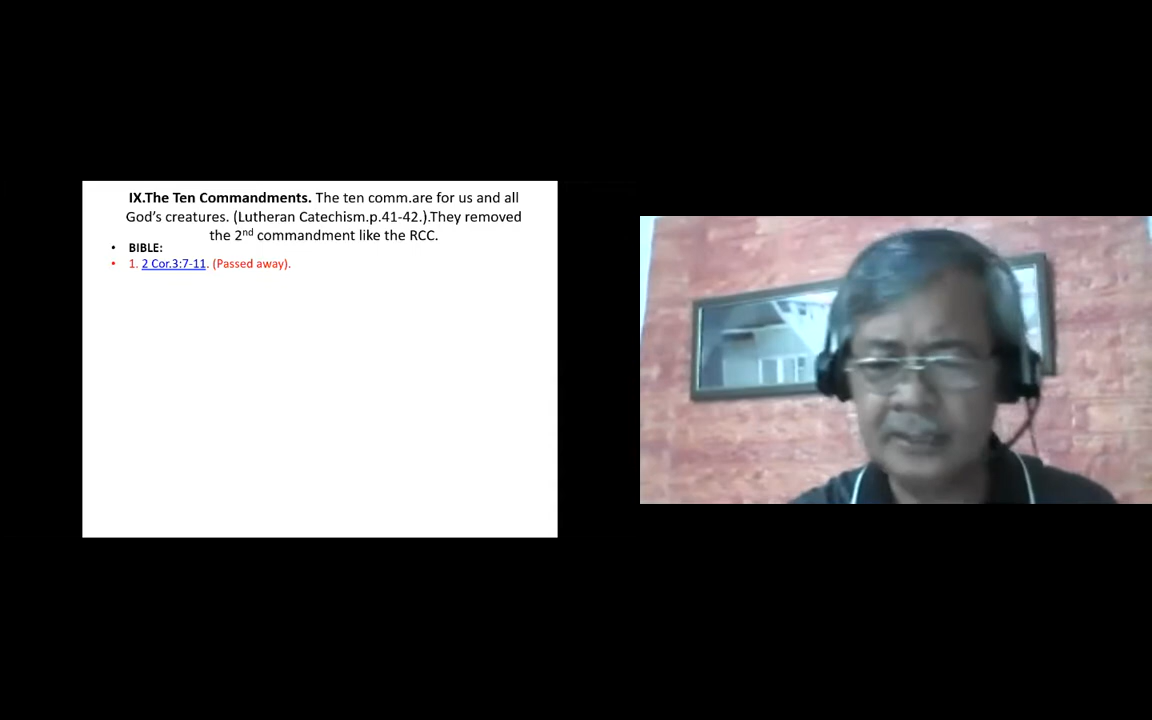 IX.The Ten Commandments. The ten comm.are for us and all
God's creatures. (Lutheran Catechism.p.41-42.).They removed
the 2nd commandment like the RCC.
• BIBLE:
• 1. 2 Cor.3:7-11. (Passed away).